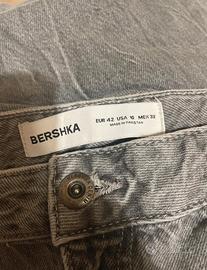 BERSHKA
EUR 42 USA 10 MEX 32
MADE IN PAKISTAN